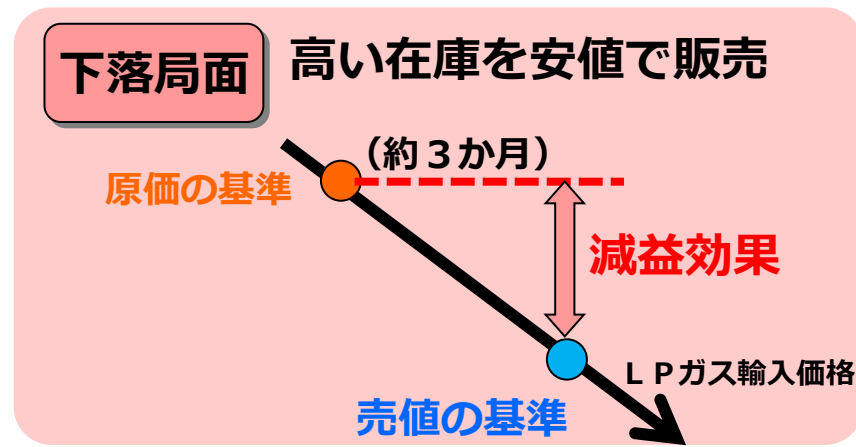 下落局面
高い在庫を安値で販売
（約３か月）
原価の基準
減益効果
ＬＰガス輸入価格
売値の基準